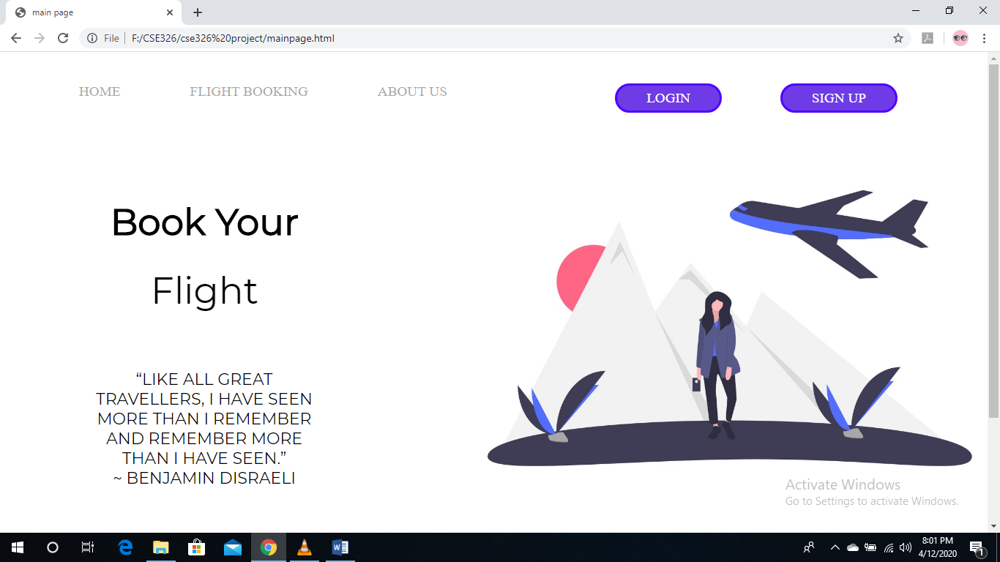 main page
File
F:/CSE326/cse326%20project/mainpage.html
HOME
FLIGHT BOOKING
ABOUT US
LOGIN
SIGN UP
Book Your
Flight
“LIKE ALL GREAT
TRAVELLERS, I HAVE SEEN
MORE THAN I REMEMBER
AND REMEMBER MORE
THAN I HAVE SEEN.”
~ BENJAMIN DISRAELI
Activate Windows
Go to Settings to activate Windows.
8:01 PM
4/12/2020
1